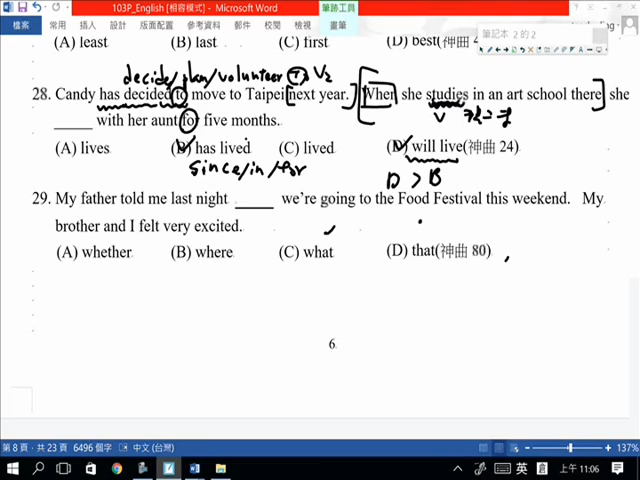 103P_English [相容模式] - Microsoft Word
筆跡工具
檔案 常用 插入 設計 版面配置 參考資料 郵件 校閱 檢視 畫筆
筆記本 2 的 2
(A) least (B) last (C) first (D) best(神曲
decide/plan/volunteer to V2
28. Candy has decided to move to Taipei next year. When she studies in an art school there, she
V
_____ with her aunt for five months.
(A) lives (B) has lived (C) lived (D) will live(神曲 24)
since/in/for
D > B
29. My father told me last night _____ we're going to the Food Festival this weekend. My
brother and I felt very excited.
(A) whether (B) where (C) what (D) that(神曲 80)
6
第 8 頁，共 23 頁 6496 個字 中文 (台灣) 137%
英 上午 11:06